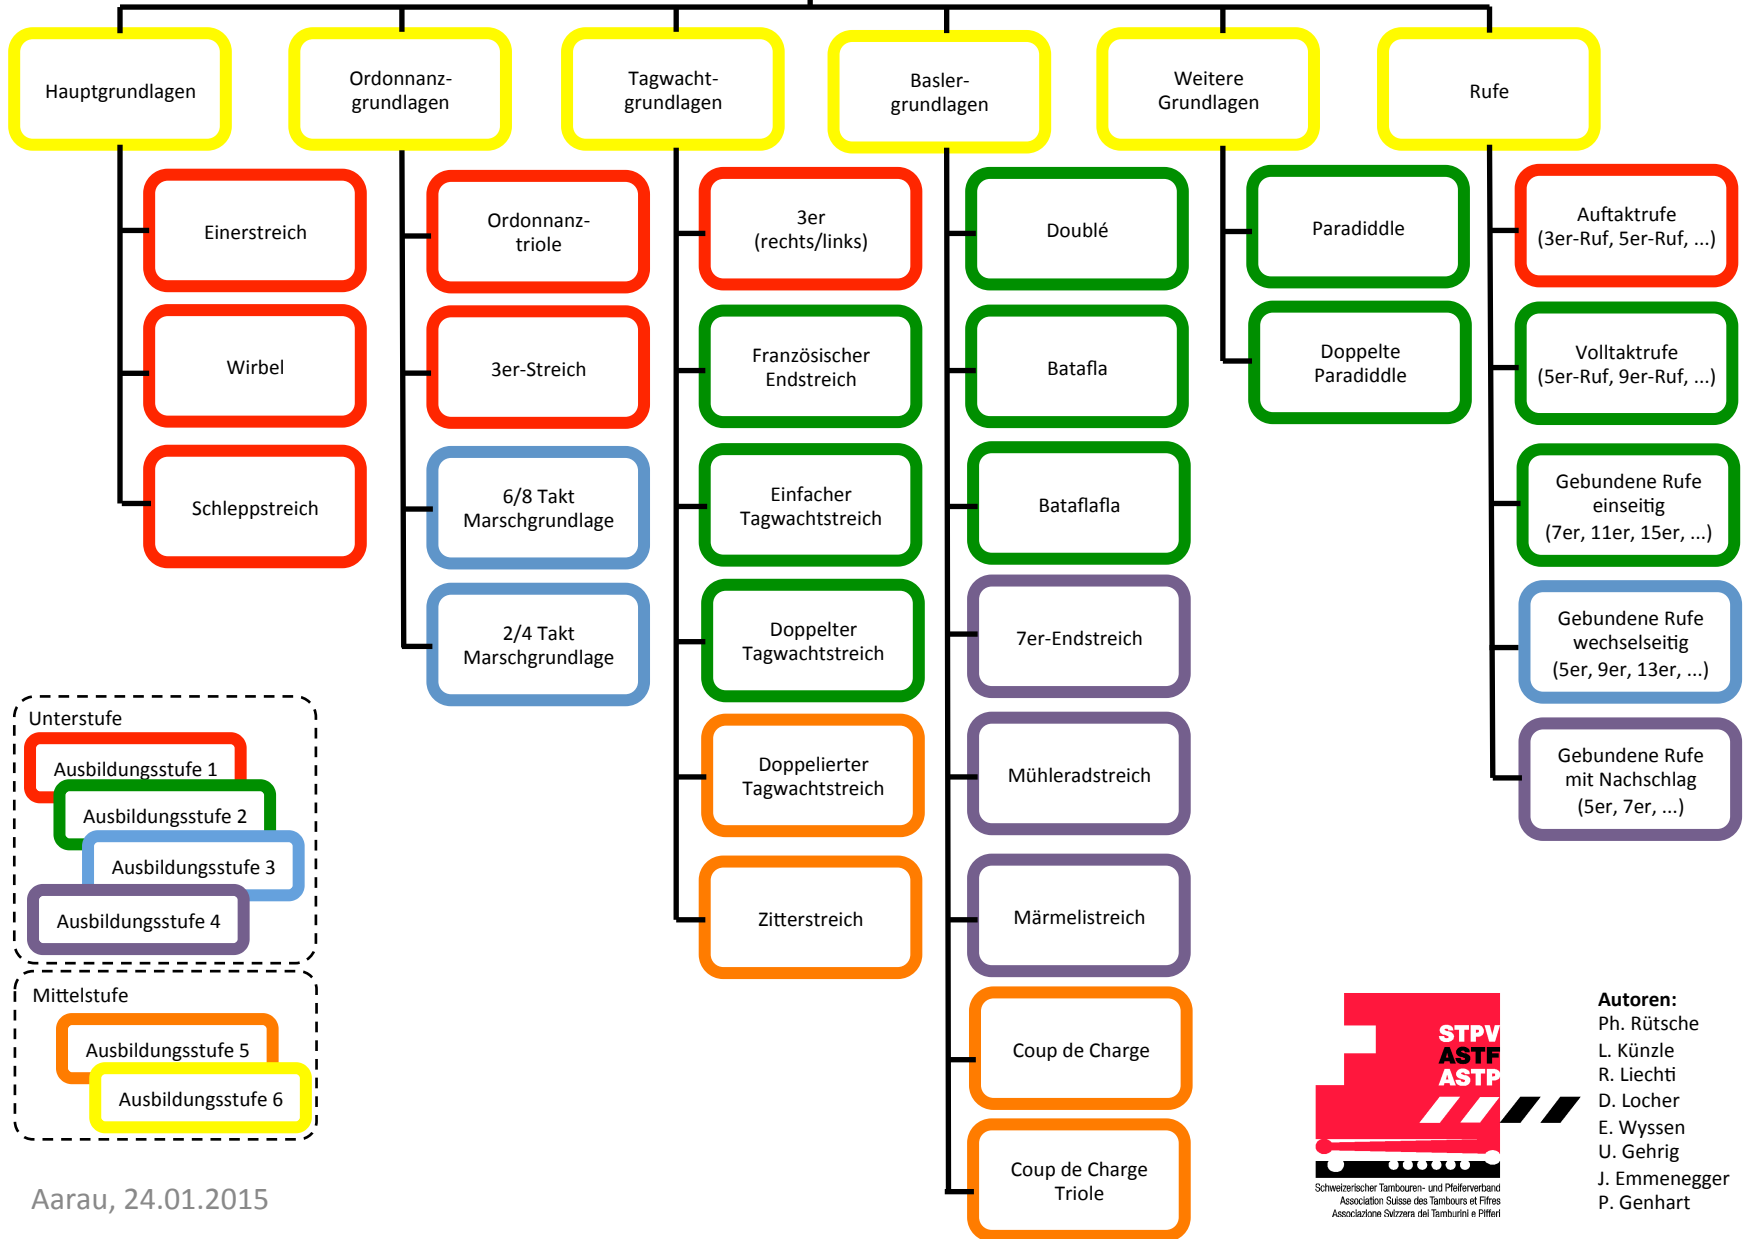 Hauptgrundlagen
Ordonnanz-
grundlagen
Tagwacht-
grundlagen
Basler-
grundlagen
Weitere
Grundlagen
Rufe
Einerstreich
Wirbel
Schleppstreich
Ordonnanz-
triole
3er-Streich
6/8 Takt
Marschgrundlage
2/4 Takt
Marschgrundlage
3er
(rechts/links)
Französischer
Endstreich
Einfacher
Tagwachtstreich
Doppelter
Tagwachtstreich
Doppelierter
Tagwachtstreich
Zitterstreich
Doublé
Batafla
Bataflafla
7er-Endstreich
Mühleradstreich
Märmelistreich
Coup de Charge
Coup de Charge
Triole
Paradiddle
Doppelte
Paradiddle
Auftaktrufe
(3er-Ruf, 5er-Ruf, ...)
Volltaktrufe
(5er-Ruf, 9er-Ruf, ...)
Gebundene Rufe
einseitig
(7er, 11er, 15er, ...)
Gebundene Rufe
wechselseitig
(5er, 9er, 13er, ...)
Gebundene Rufe
mit Nachschlag
(5er, 7er, ...)
Unterstufe
Ausbildungsstufe 1
Ausbildungsstufe 2
Ausbildungsstufe 3
Ausbildungsstufe 4
Mittelstufe
Ausbildungsstufe 5
Ausbildungsstufe 6
Aarau, 24.01.2015
STPV
ASTF
ASTP
Schweizerischer Tambouren- und Pfeiferverband
Association Suisse des Tambours et Fifres
Associazione Svizzera dei Tamburini e Pifferi
Autoren:
Ph. Rütsche
L. Künzle
R. Liechti
D. Locher
E. Wyssen
U. Gehrig
J. Emmenegger
P. Genhart